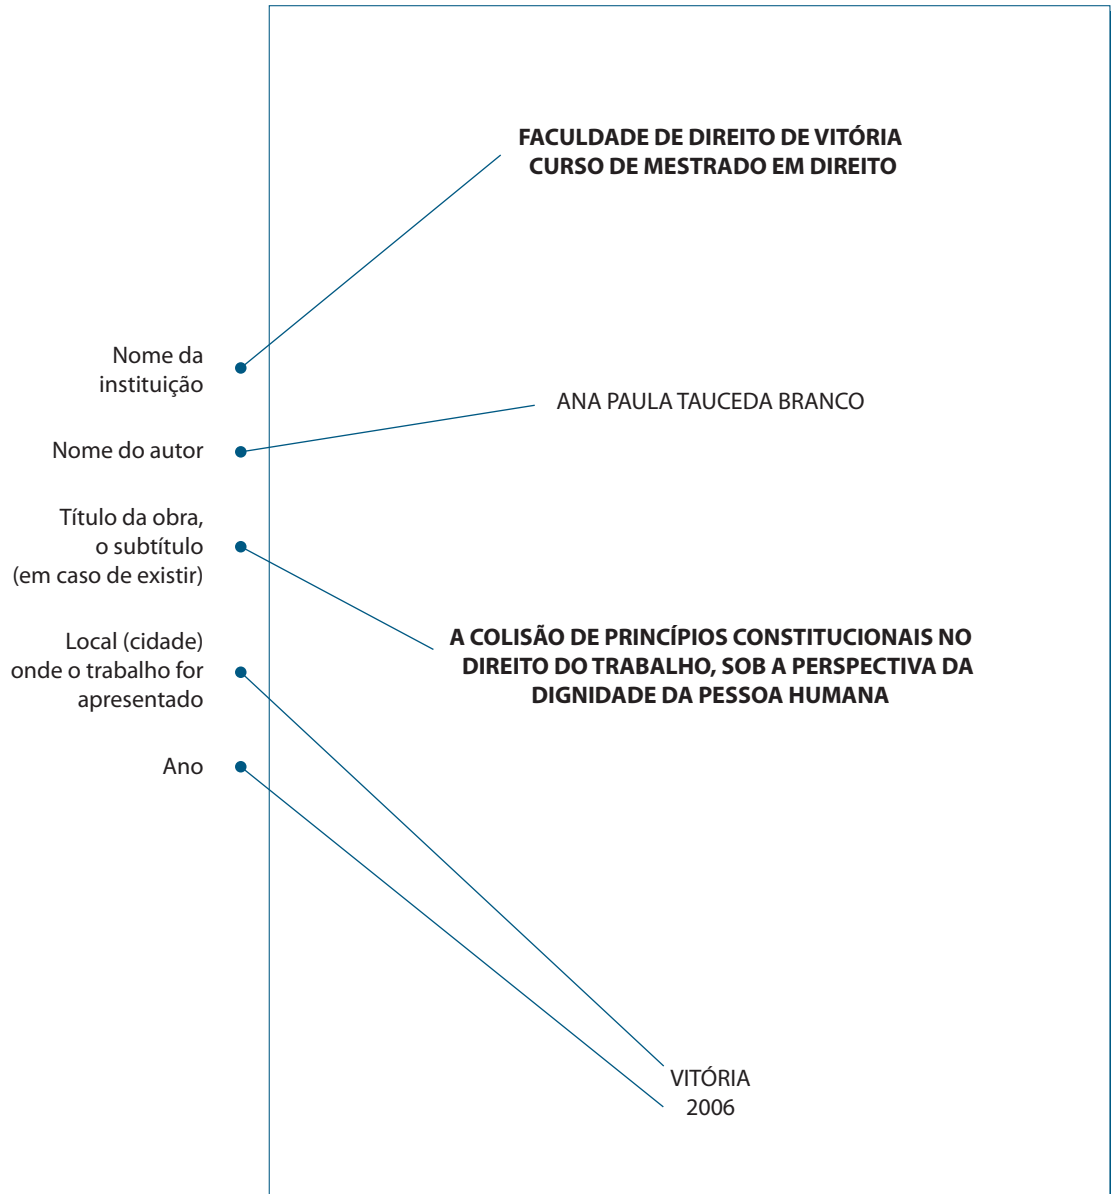 FACULDADE DE DIREITO DE VITÓRIA
CURSO DE MESTRADO EM DIREITO
Nome da
instituição
ANA PAULA TAUCEDA BRANCO
Nome do autor
Título da obra,
o subtítulo
(em caso de existir)
A COLISÃO DE PRINCÍPIOS CONSTITUCIONAIS NO
DIREITO DO TRABALHO, SOB A PERSPECTIVA DA
DIGNIDADE DA PESSOA HUMANA
Local (cidade)
onde o trabalho for
apresentado
Ano
VITÓRIA
2006